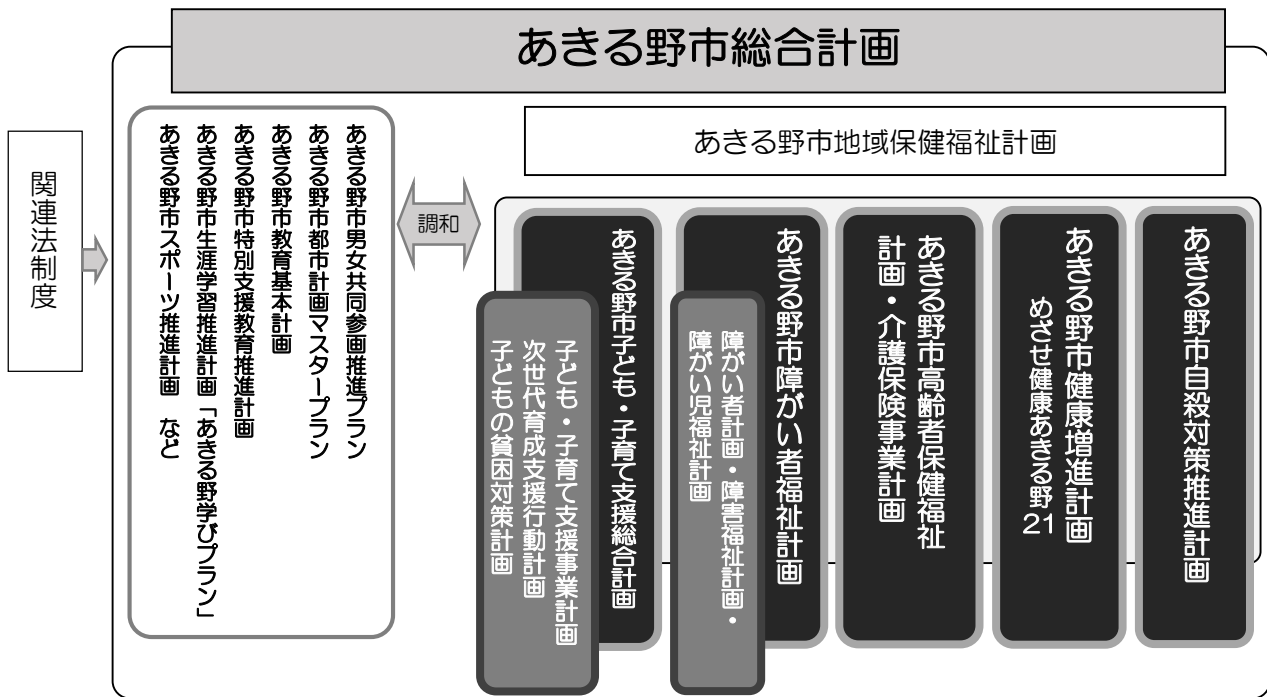 あきる野市総合計画
関連法制度
あきる野市男女共同参画推進プラン
あきる野市都市計画マスタープラン
あきる野市教育基本計画
あきる野市特別支援教育推進計画
あきる野市生涯学習推進計画「あきる野学びプラン」
あきる野市スポーツ推進計画 など
調和
あきる野市地域保健福祉計画
あきる野市自殺対策推進計画
あきる野市健康増進計画
めざせ健康あきる野21
あきる野市高齢者保健福祉
計画・介護保険事業計画
あきる野市障がい者福祉計画
障がい者計画・障害福祉計画・
障がい児福祉計画
あきる野市子ども・子育て支援総合計画
子ども・子育て支援事業計画
次世代育成支援行動計画
子どもの貧困対策計画